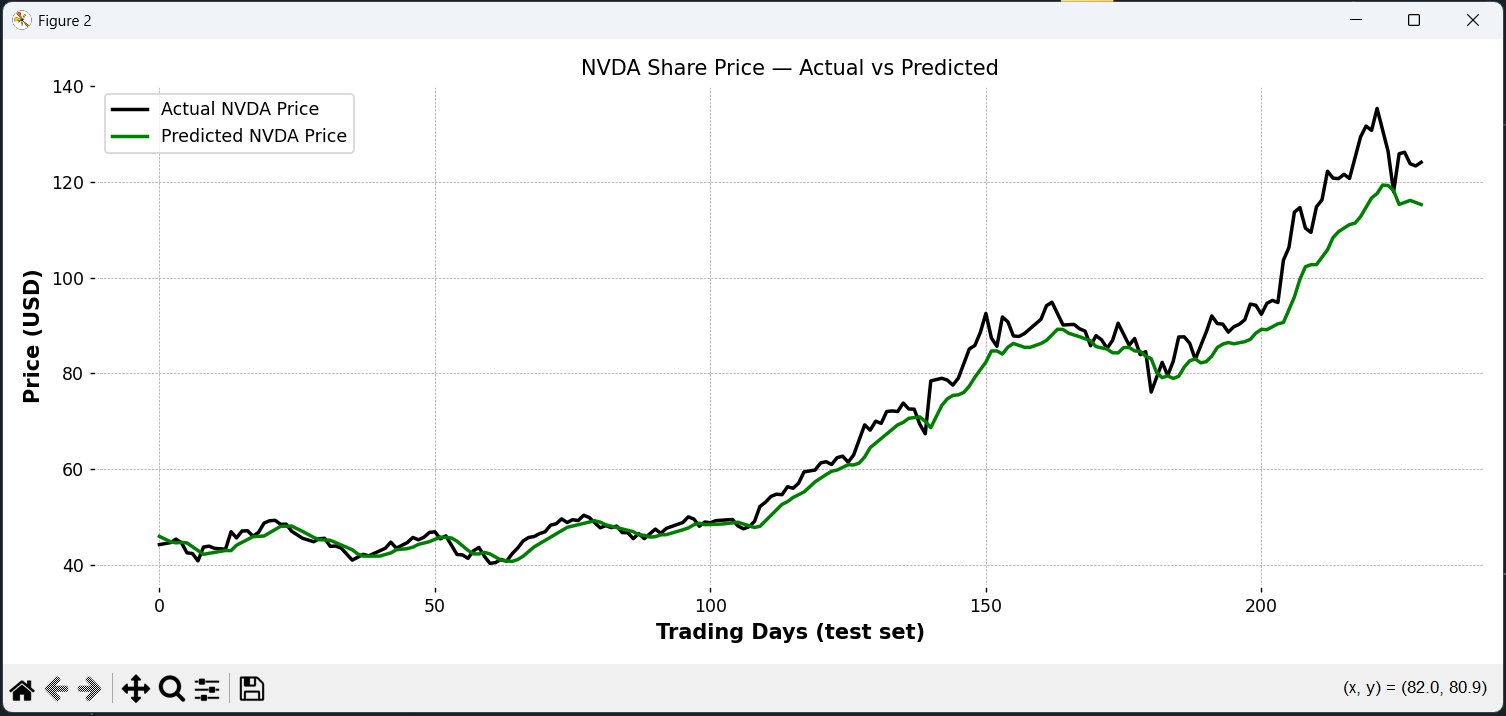 Figure 2
NVDA Share Price — Actual vs Predicted
Actual NVDA Price
Predicted NVDA Price
Price (USD)
140
120
100
80
60
40
0 50 100 150 200
Trading Days (test set)
(x, y) = (82.0, 80.9)